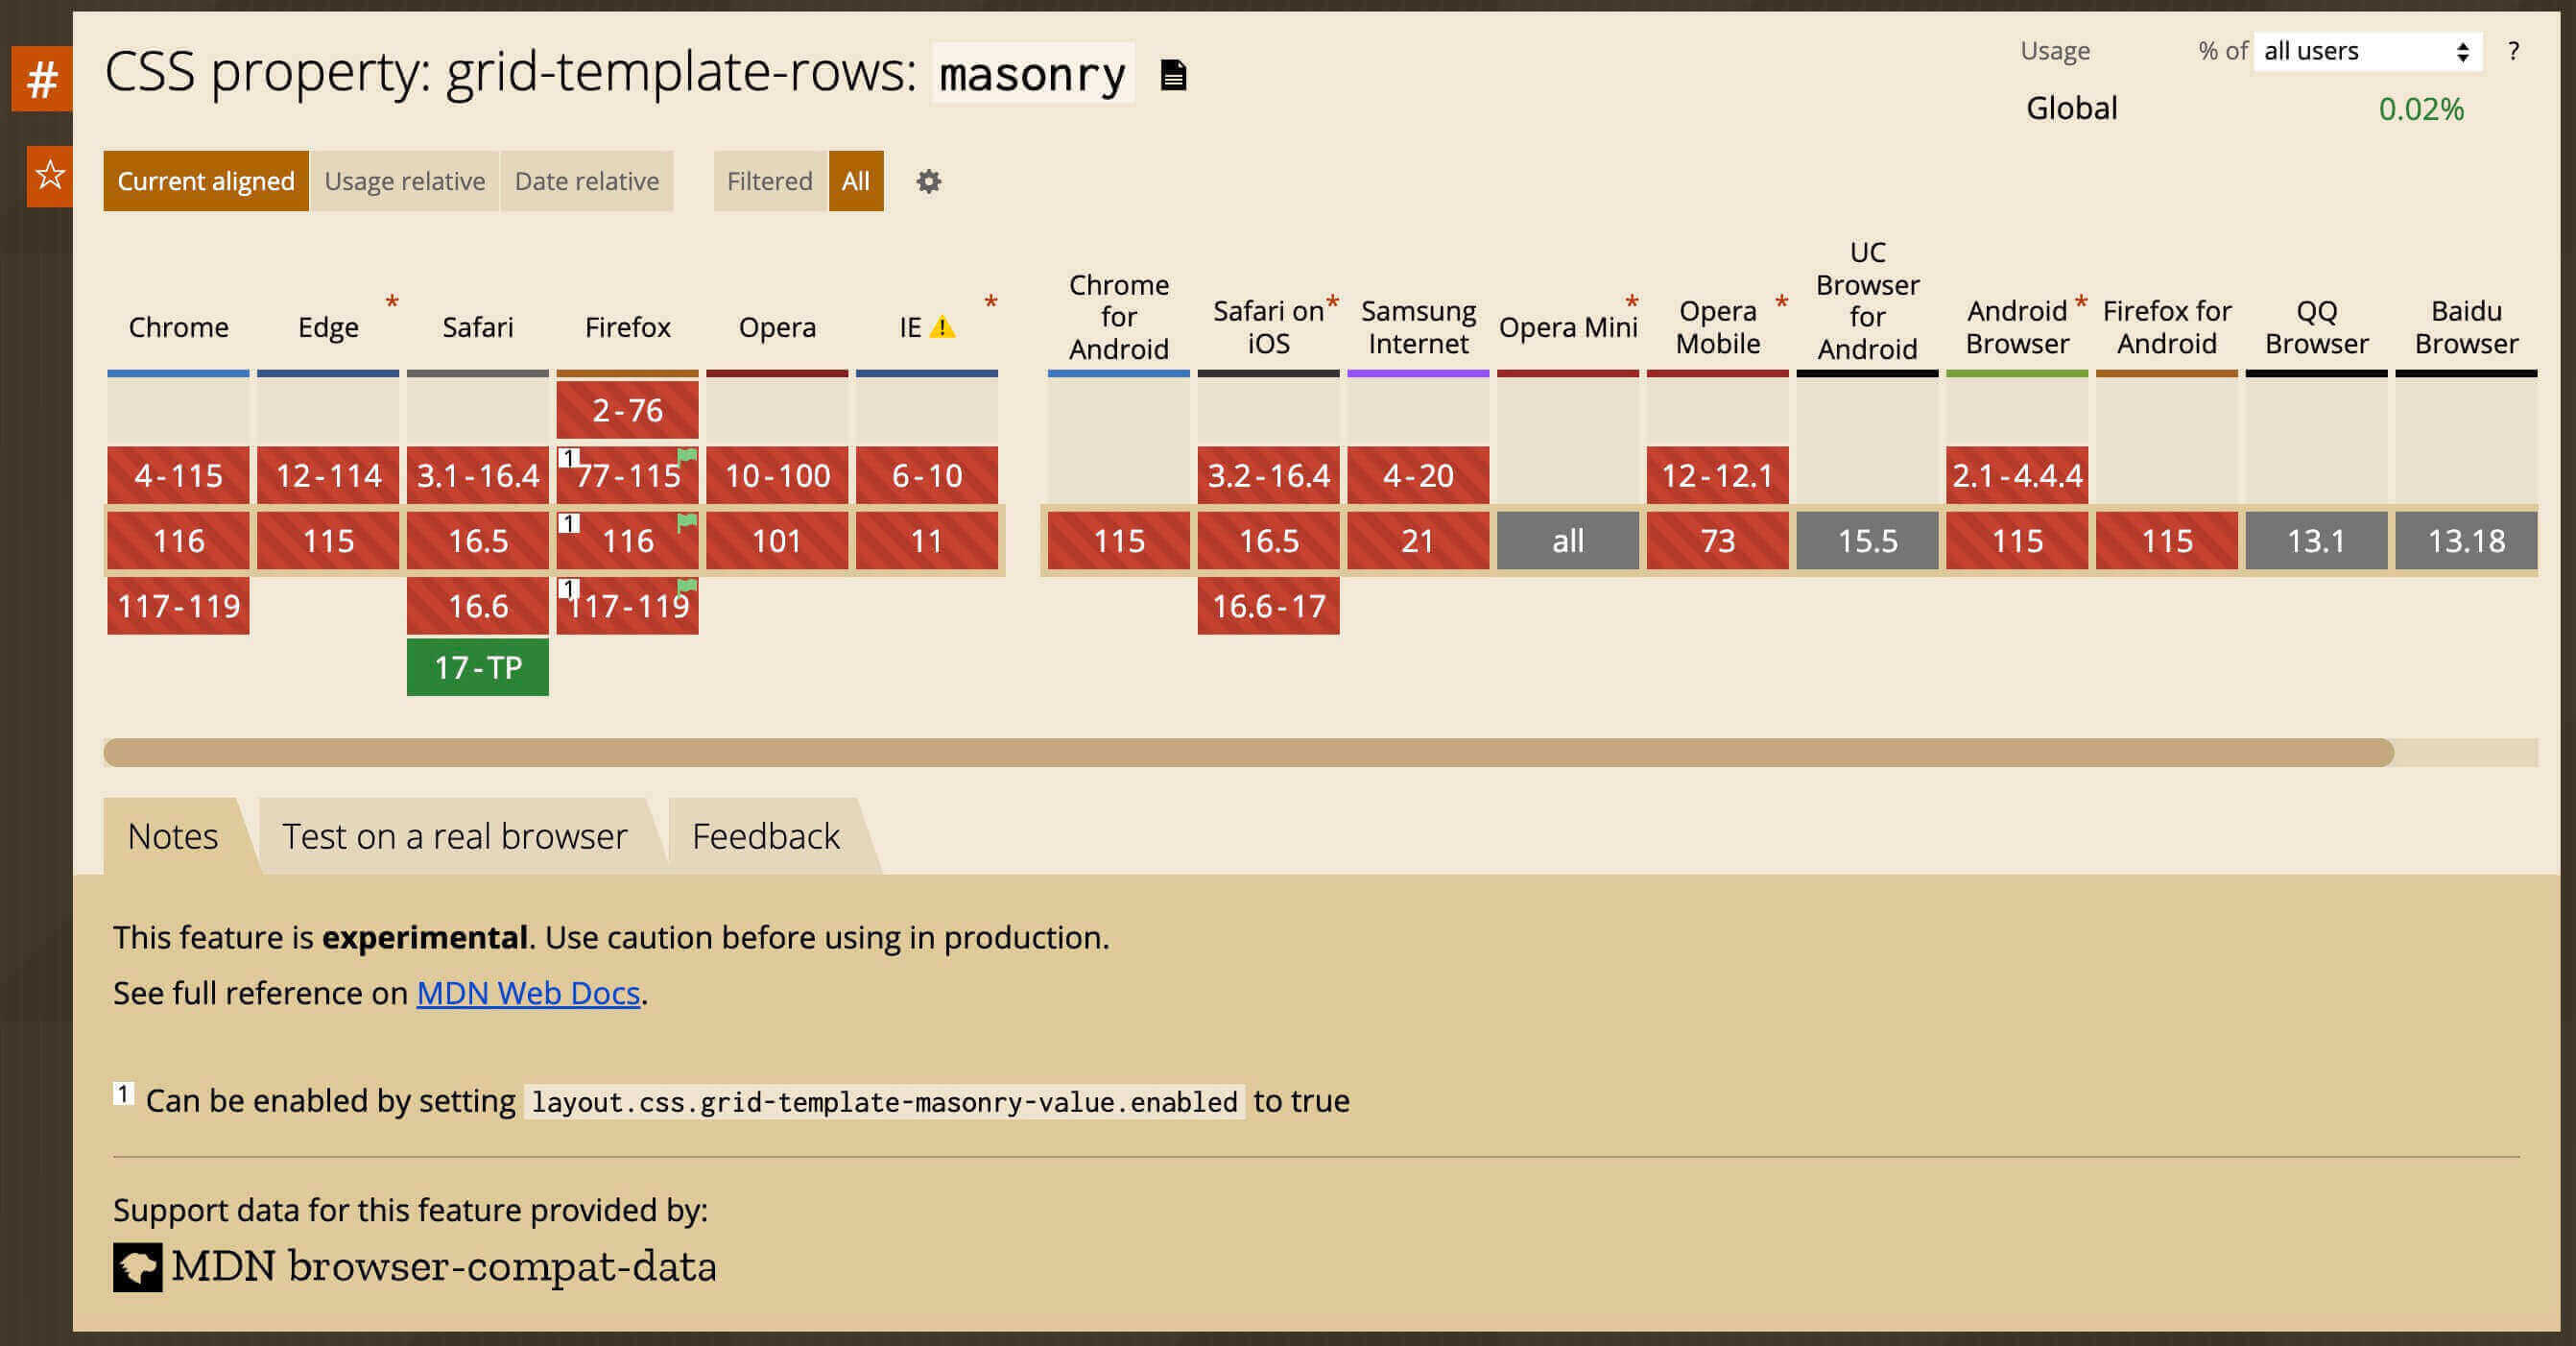 #
CSS property: grid-template-rows: masonry
Usage % of all users ?
Global 0.02%
Current aligned Usage relative Date relative Filtered All
Chrome Edge * Safari Firefox Opera IE *
Chrome for Android Safari on iOS * Samsung Internet Opera Mini * Opera Mobile * UC Browser for Android Android Browser * Firefox for Android QQ Browser Baidu Browser
2-76
4-115 12-114 3.1-16.4 1 77-115 10-100 6-10 3.2-16.4 4-20 12-12.1 2.1-4.4.4
116 115 16.5 1 116 101 11 115 16.5 21 all 73 15.5 115 115 13.1 13.18
117-119 16.6 1 117-119 16.6-17
17-TP
Notes Test on a real browser Feedback
This feature is experimental. Use caution before using in production.
See full reference on MDN Web Docs.
1 Can be enabled by setting layout.css.grid-template-masonry-value.enabled to true
Support data for this feature provided by:
MDN browser-compat-data